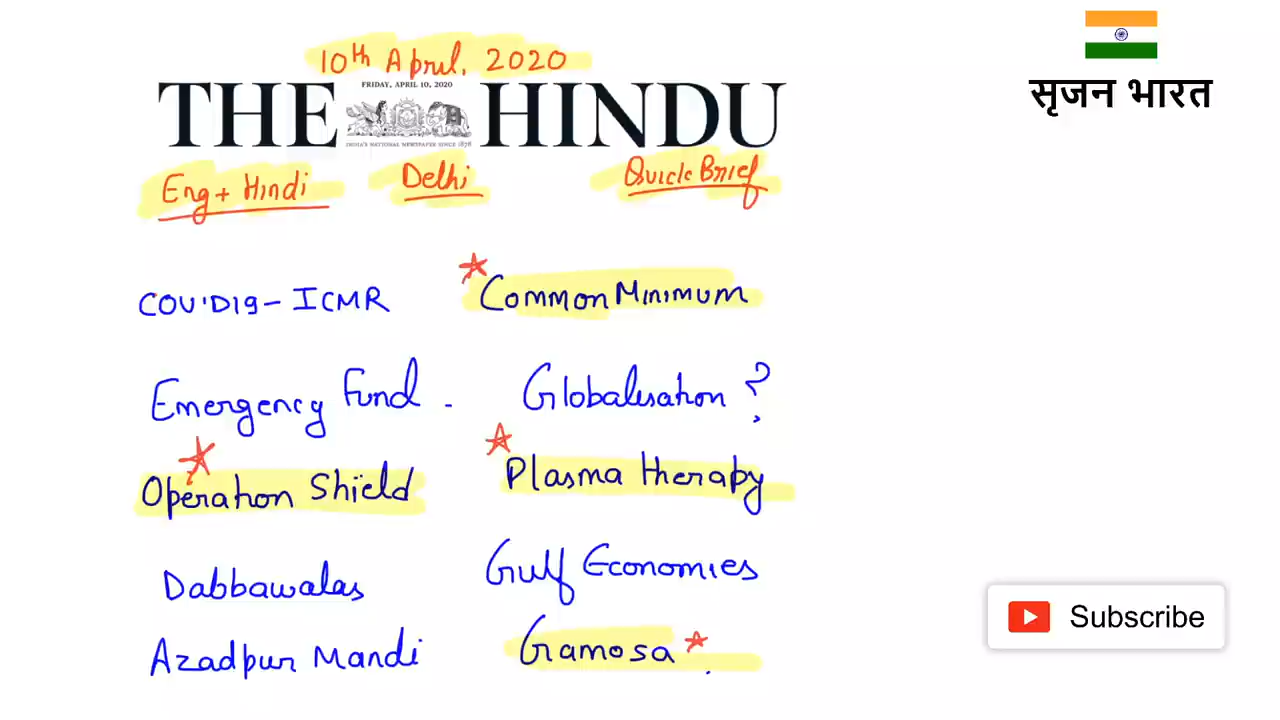 10th April, 2020
THE HINDU
FRIDAY, APRIL 10, 2020
INDIA'S NATIONAL NEWSPAPER SINCE 1878
सृजन भारत
Eng + Hindi Delhi Quick Brief
COVID19 - ICMR Common Minimum
Emergency Fund. Globalisation?
Operation Shield Plasma therapy
Dabbawalas Gulf Economies
Azadpur Mandi Gamosa
Subscribe